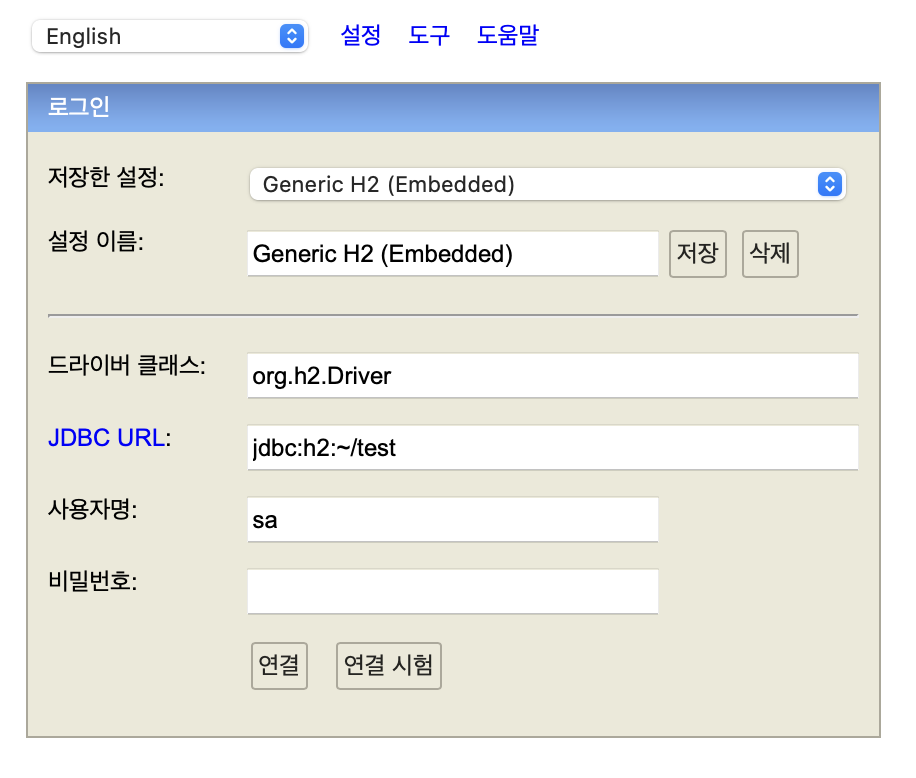 English 설정 도구 도움말
로그인
저장한 설정: Generic H2 (Embedded)
설정 이름: Generic H2 (Embedded) 저장 삭제
드라이버 클래스: org.h2.Driver
JDBC URL: jdbc:h2:~/test
사용자명: sa
비밀번호:
연결 연결 시험